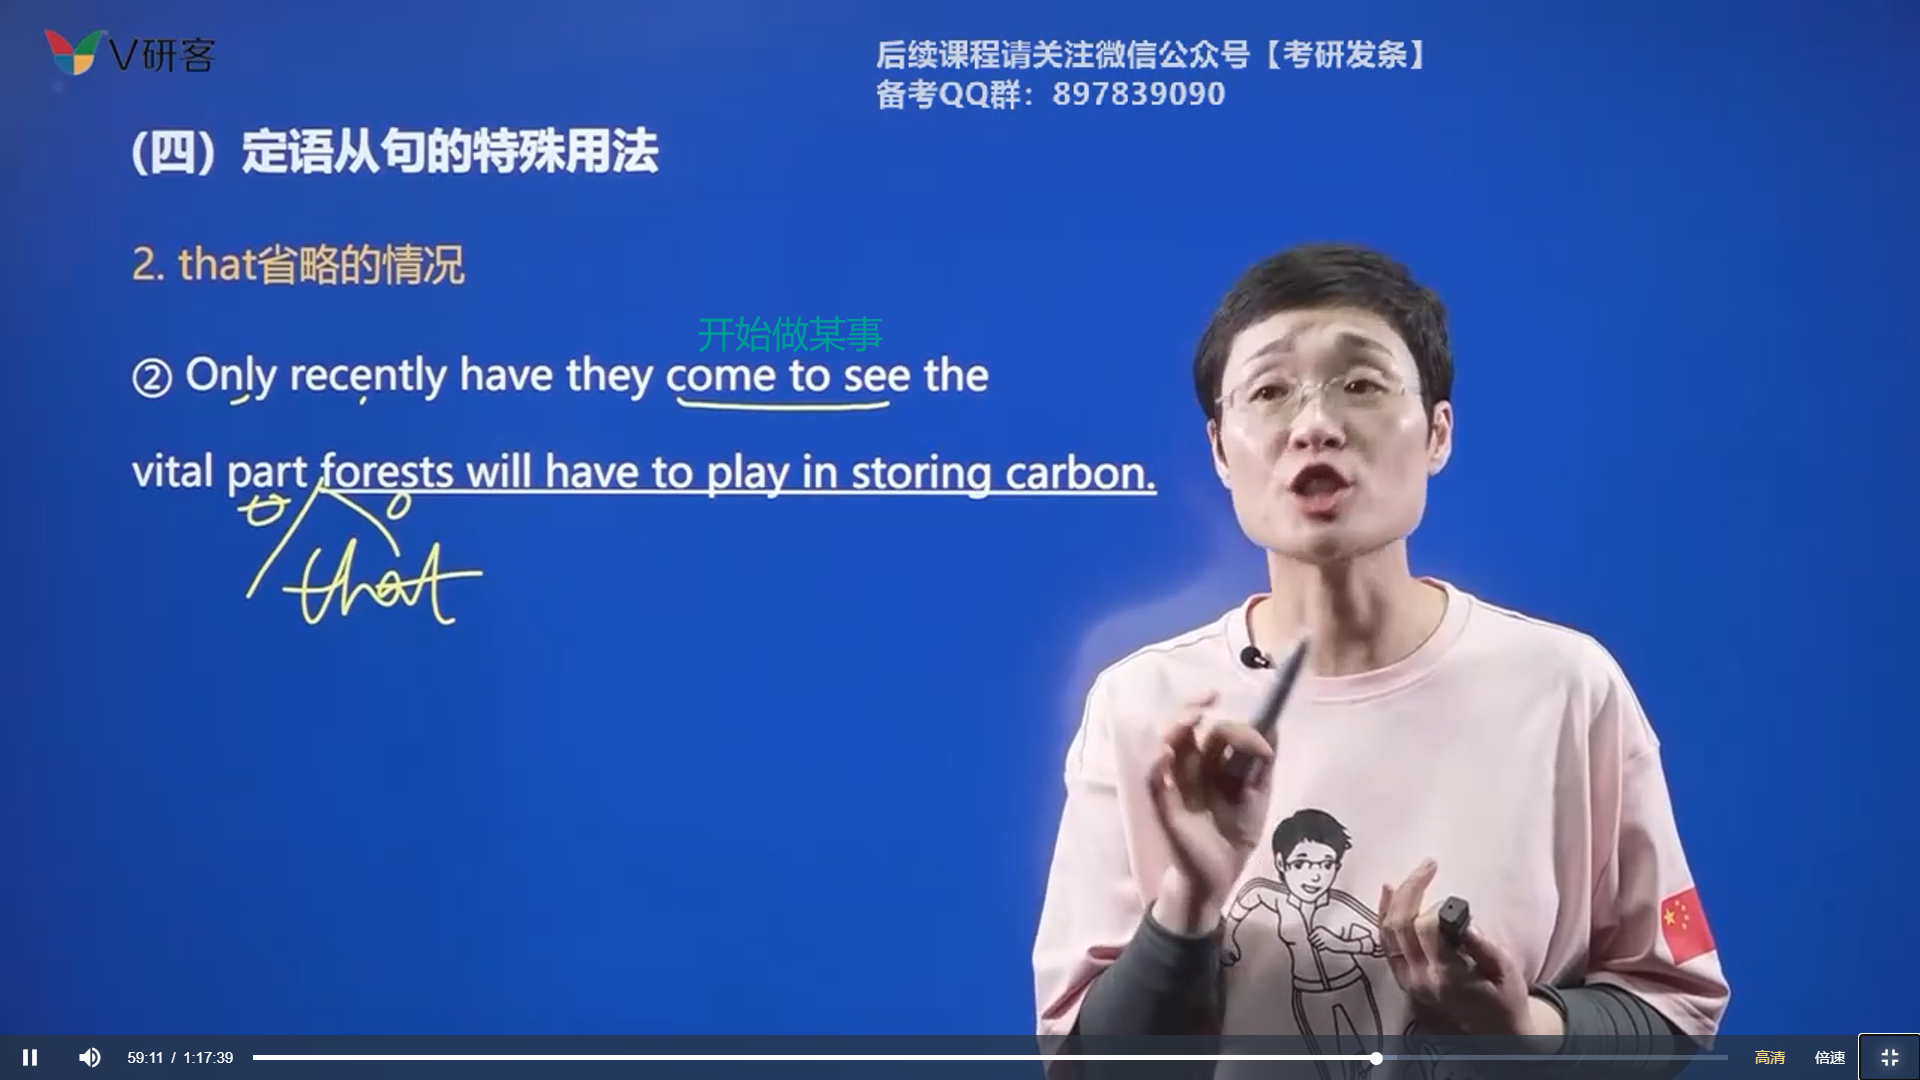 V研客
后续课程请关注微信公众号【考研发条】
备考QQ群：897839090
(四）定语从句的特殊用法
2. that省略的情况
开始做某事
② Only recently have they come to see the
vital part forests will have to play in storing carbon.
that
59:11 / 1:17:39
高清
倍速